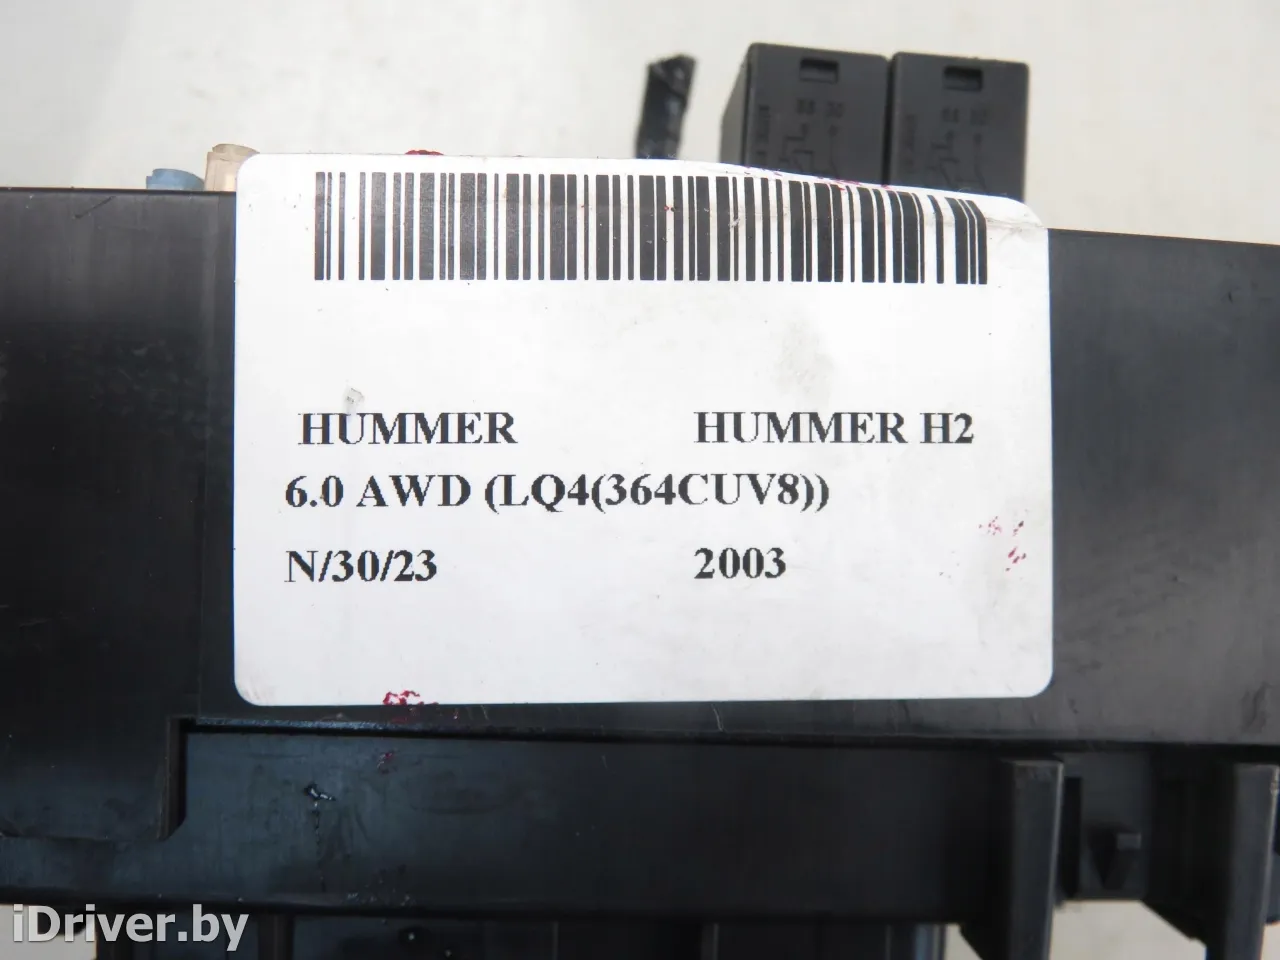 HUMMER HUMMER H2
6.0 AWD (LQ4(364CUV8))
N/30/23 2003
iDriver.by